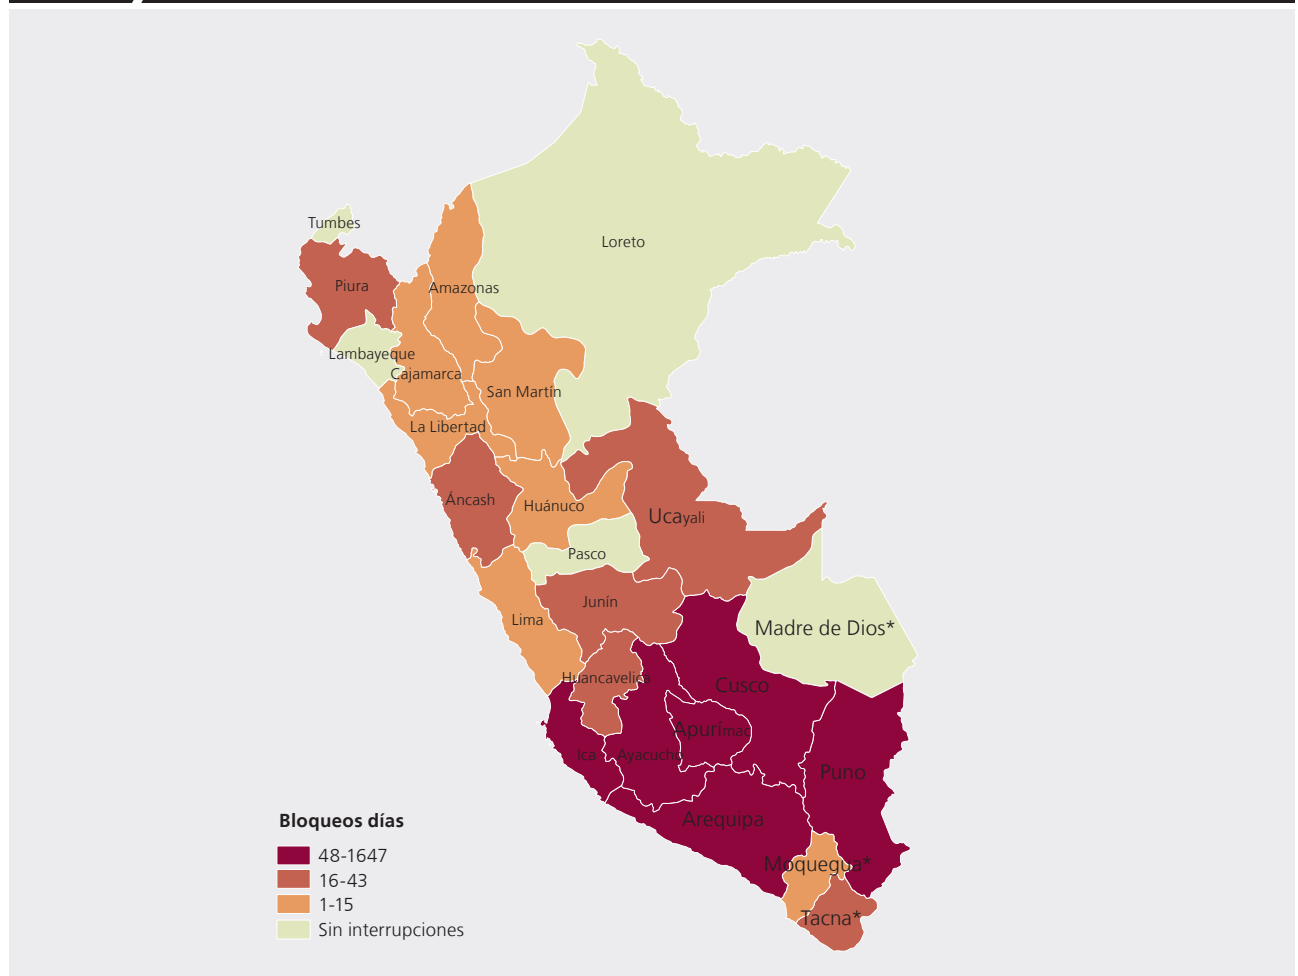 Tumbes
Loreto
Piura
Amazonas
Lambayeque
Cajamarca
San Martín
La Libertad
Áncash
Huánuco
Ucayali
Pasco
Junín
Lima
Madre de Dios*
Huancavelica
Cusco
Apurímac
Ica
Ayacucho
Puno
Arequipa
Moquegua*
Tacna*
Bloqueos días
48-1647
16-43
1-15
Sin interrupciones